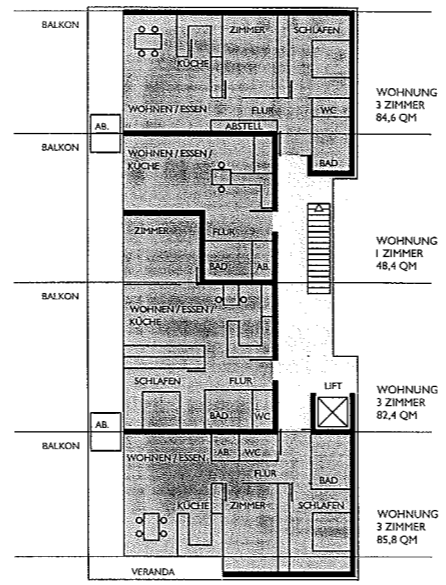 BALKON
ZIMMER
SCHLAFEN
KÜCHE
WOHNUNG
3 ZIMMER
84,6 QM
WOHNEN / ESSEN
FLUR
WC
AB.
ABSTELL
BALKON
WOHNEN / ESSEN /
KÜCHE
BAD
ZIMMER
FLUR
WOHNUNG
1 ZIMMER
48,4 QM
BAD
AB.
BALKON
WOHNEN / ESSEN /
KÜCHE
SCHLAFEN
FLUR
LIFT
WOHNUNG
3 ZIMMER
82,4 QM
BAD
WC
AB.
BALKON
WOHNEN / ESSEN
AB.
WC
FLUR
BAD
KÜCHE
ZIMMER
SCHLAFEN
WOHNUNG
3 ZIMMER
85,8 QM
VERANDA